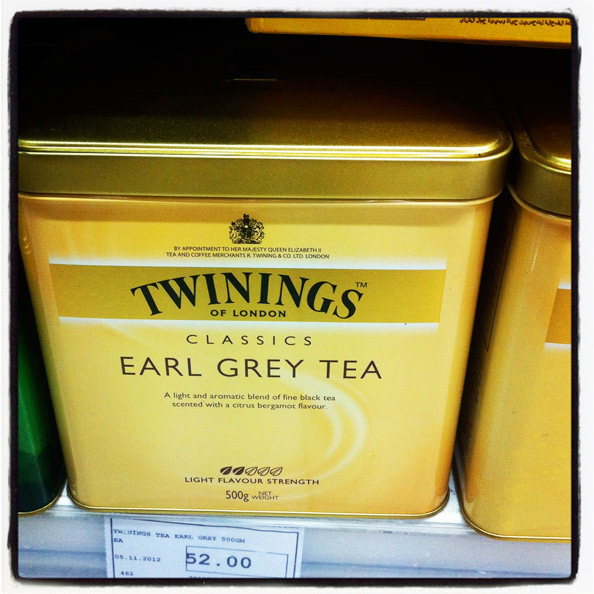 BY APPOINTMENT TO HER MAJESTY QUEEN ELIZABETH II
TEA AND COFFEE MERCHANTS R. TWINING & CO. LTD. LONDON
TWININGS™
OF LONDON
CLASSICS
EARL GREY TEA
A light and aromatic blend of fine black tea
scented with a citrus bergamot flavour.
LIGHT FLAVOUR STRENGTH
500g NET WEIGHT
TWININGS TEA EARL GREY 500GM
EA
05.11.2012
52.00
462